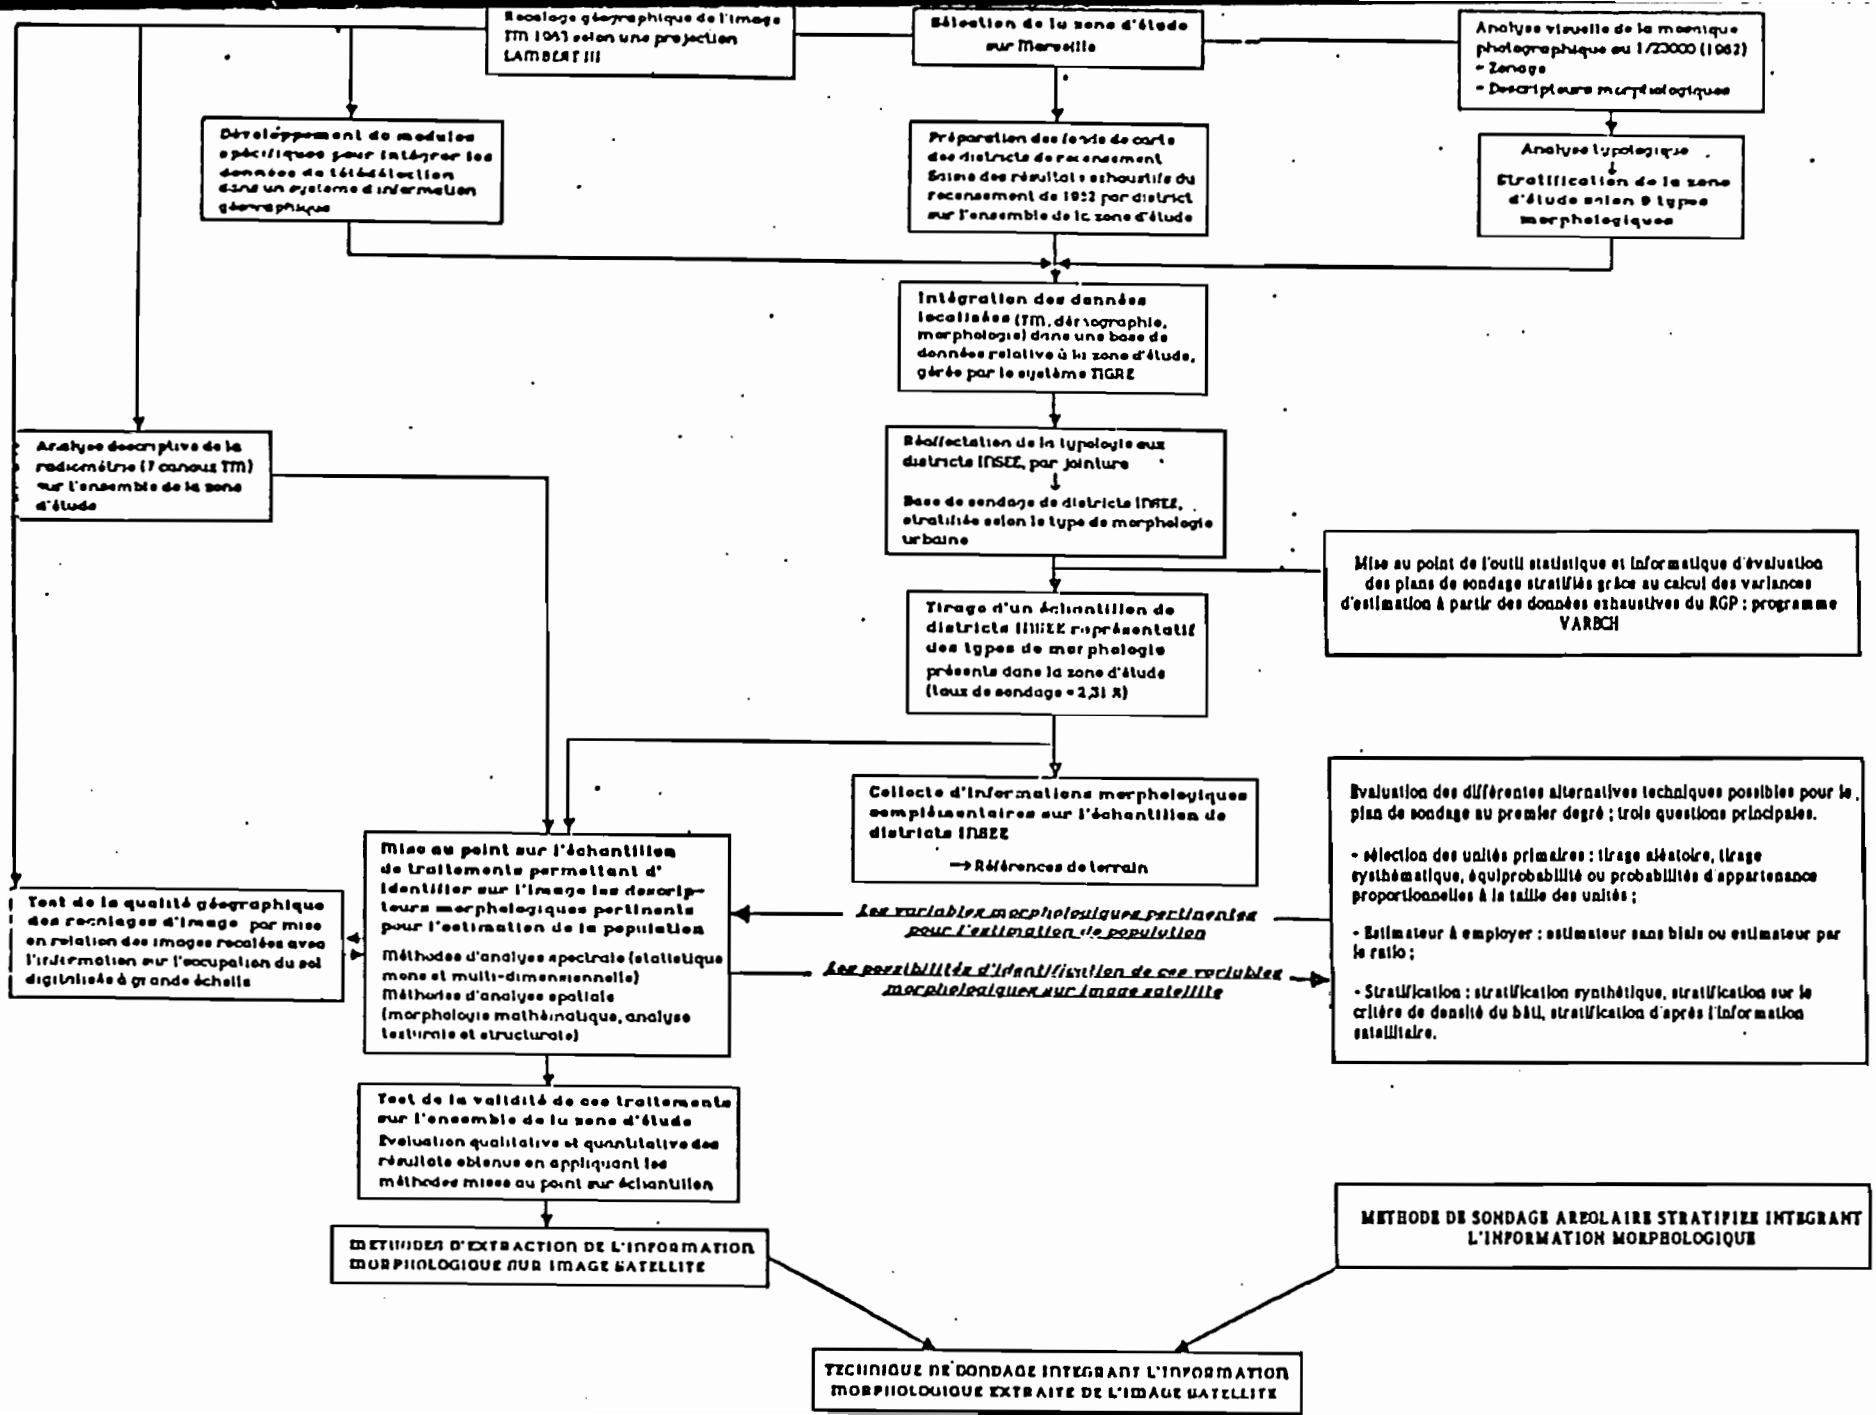 Recalage géographique de l'image
TM 1983 selon une projection
LAMBERT III
Sélection de la zone d'étude
sur Marseille
Analyse visuelle de la mosaique
photographique au 1/23000 (1982)
- Zonage
- Descripteurs morphologiques
Développement de modules
spécifiques pour intégrer les
données de télédétection
dans un système d'information
géographique
Préparation des fonds de carte
des districts de recensement
Saisie des résultats exhaustifs du
recensement de 1982 par district
sur l'ensemble de la zone d'étude
Analyse typologique
↓
Stratification de la zone
d'étude selon 9 types
morphologiques
Intégration des données
localisées (TM, démographie,
morphologie) dans une base de
données relative à la zone d'étude,
gérée par le système TIGRE
Analyse descriptive de la
radiométrie (7 canaux TM)
sur l'ensemble de la zone
d'étude
Réaffectation de la typologie aux
districts INSEE, par jointure
↓
Base de sondage de districts INSEE,
stratifiée selon le type de morphologie
urbaine
Mise au point de l'outil statistique et informatique d'évaluation
des plans de sondage stratifiés grâce au calcul des variances
d'estimation à partir des données exhaustives du RGP : programme
VARECH
Tirage d'un échantillon de
districts INSEE représentatif
des types de morphologie
présents dans la zone d'étude
(taux de sondage = 2,31 %)
Collecte d'informations morphologiques
complémentaires sur l'échantillon de
districts INSEE
→ Références de terrain
Evaluation des différentes alternatives techniques possibles pour le
plan de sondage au premier degré ; trois questions principales.
- sélection des unités primaires : tirage aléatoire, tirage
systhématique, équiprobabilité ou probabilités d'appartenance
proportionnelles à la taille des unités ;
- Estimateur à employer : estimateur sans biais ou estimateur par
le ratio ;
- Stratification : stratification synthétique, stratification sur le
critère de densité du bâti, stratification d'après l'information
satellitaire.
Mise au point sur l'échantillon
de traitements permettant d'
identifier sur l'image les descrip-
teurs morphologiques pertinents
pour l'estimation de la population
Méthodes d'analyse spectrale (statistique
mono et multi-dimensionnelle)
Méthodes d'analyse spatiale
(morphologie mathématique, analyse
texturale et structurale)
Test de la qualité géographique
des recalages d'image par mise
en relation des images recalées avec
l'information sur l'occupation du sol
digitalisée à grande échelle
Les variables morphologiques pertinentes
pour l'estimation de population
Les possibilités d'identification de ces variables
morphologiques sur image satellite
Test de la validité de ces traitements
sur l'ensemble de la zone d'étude
Evaluation qualitative et quantitative des
résultats obtenus en appliquant les
méthodes mises au point sur échantillon
METHODES D'EXTRACTION DE L'INFORMATION
MORPHOLOGIQUE SUR IMAGE SATELLITE
METHODE DE SONDAGE AREOLAIRE STRATIFIEE INTEGRANT
L'INFORMATION MORPHOLOGIQUE
TECHNIQUE DE SONDAGE INTEGRANT L'INFORMATION
MORPHOLOGIQUE EXTRAITE DE L'IMAGE SATELLITE